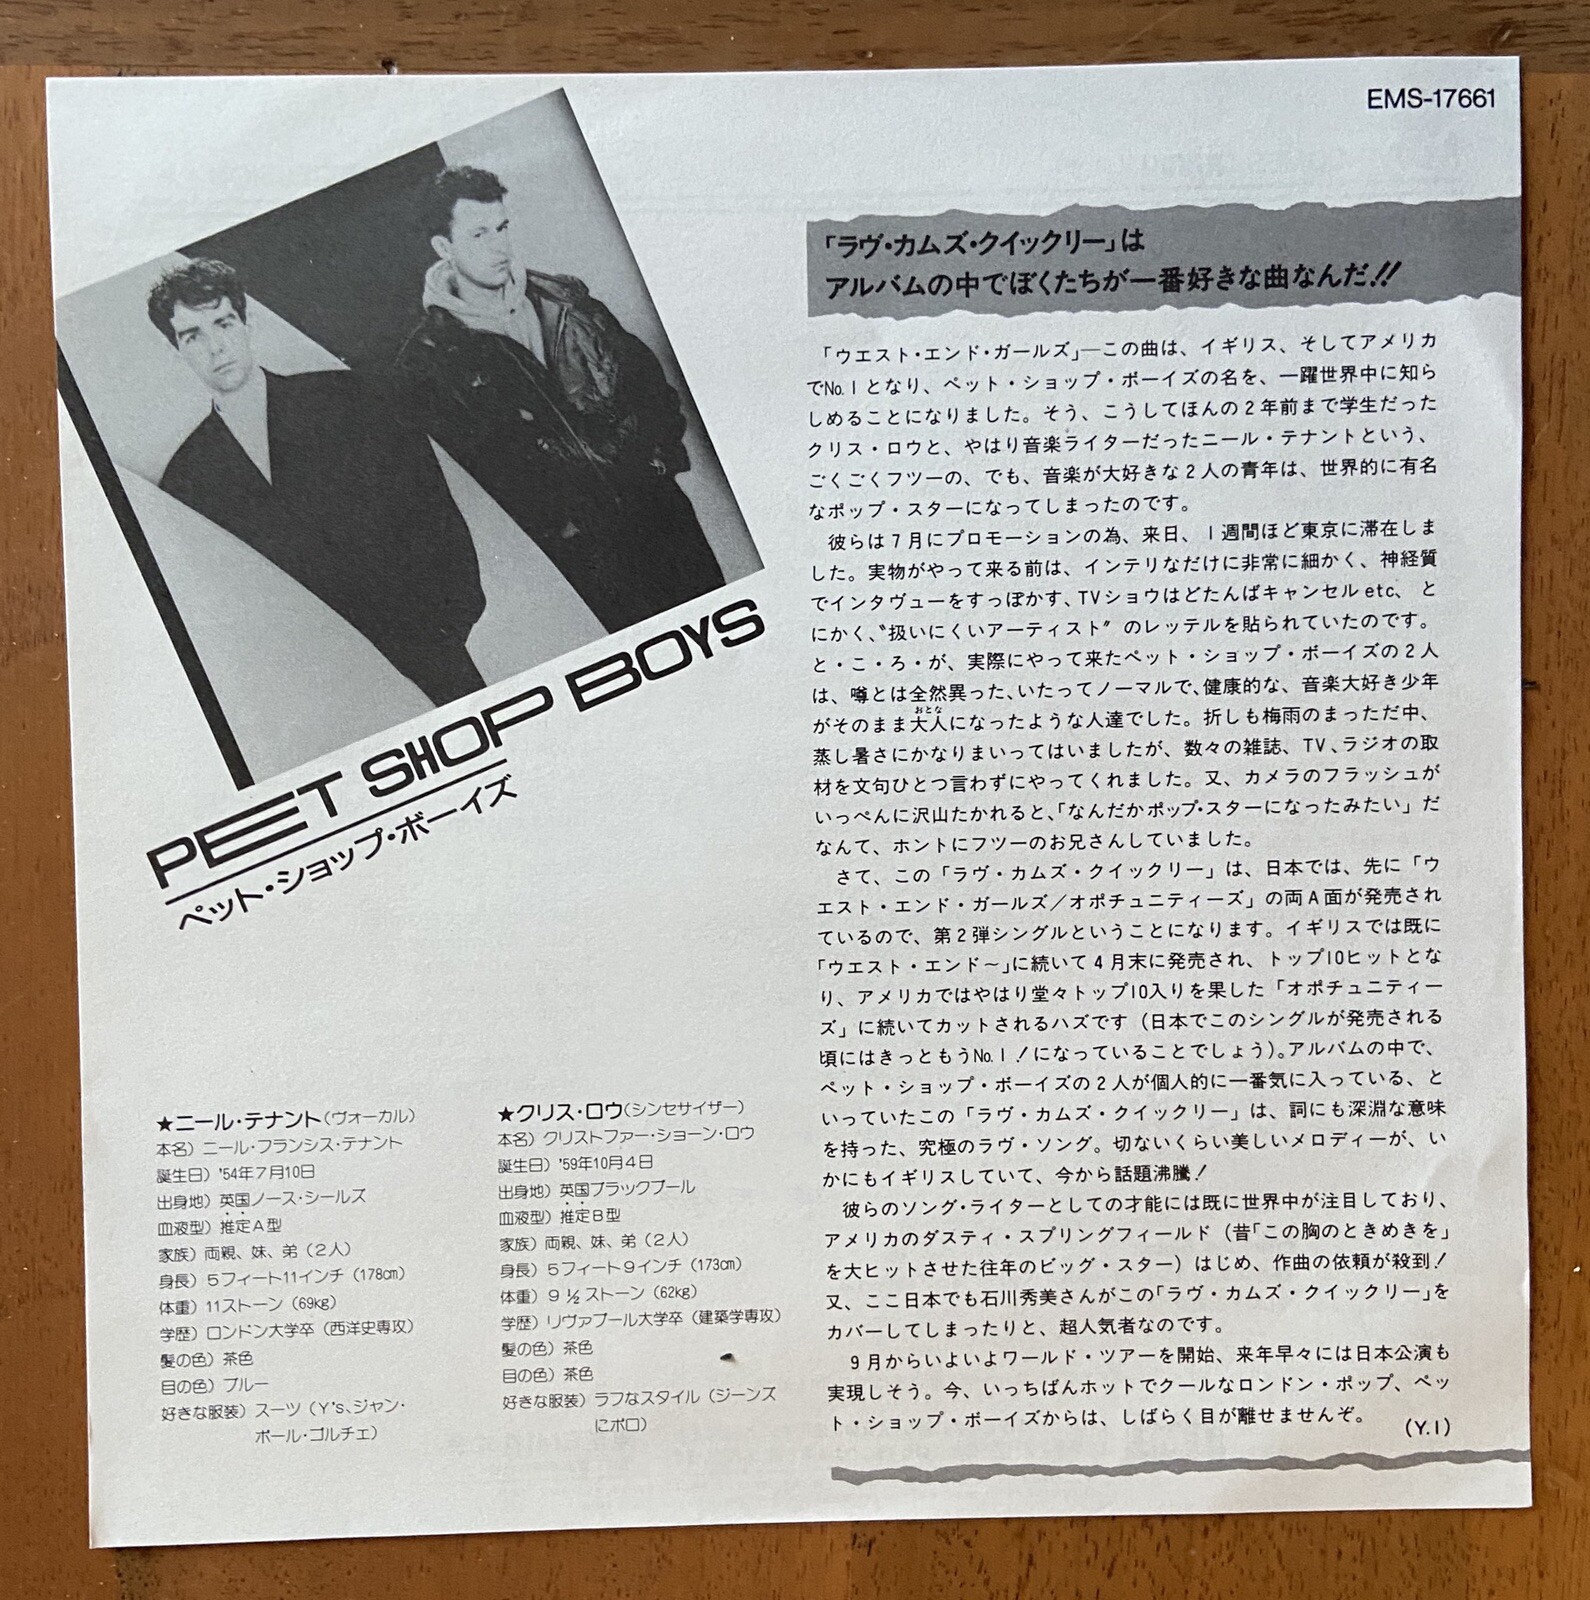 EMS-17661
PET SHOP BOYS
ペット・ショップ・ボーイズ
「ラヴ・カムズ・クイックリー」は
アルバムの中でぼくたちが一番好きな曲なんだ!!
「ウエスト・エンド・ガールズ」─この曲は、イギリス、そしてアメリカ
でNo.1となり、ペット・ショップ・ボーイズの名を、一躍世界中に知ら
しめることになりました。そう、こうしてほんの2年前まで学生だった
クリス・ロウと、やはり音楽ライターだったニール・テナントという、
ごくごくフツーの、でも、音楽が大好きな2人の青年は、世界的に有名
なポップ・スターになってしまったのです。
彼らは7月にプロモーションの為、来日、1週間ほど東京に滞在しま
した。実物がやって来る前は、インテリなだけに非常に細かく、神経質
でインタヴューをすっぽかす、TVショウはどたんばキャンセルetc、と
にかく、〝扱いにくいアーティスト〟のレッテルを貼られていたのです。
と・こ・ろ・が、実際にやって来たペット・ショップ・ボーイズの2人
は、噂とは全然異った、いたってノーマルで、健康的な、音楽大好き少年
がそのまま大人(おとな)になったような人達でした。折しも梅雨のまっただ中、
蒸し暑さにかなりまいってはいましたが、数々の雑誌、TV、ラジオの取
材を文句ひとつ言わずにやってくれました。又、カメラのフラッシュが
いっぺんに沢山たかれると、「なんだかポップ・スターになったみたい」だ
なんて、ホントにフツーのお兄さんしていました。
さて、この「ラヴ・カムズ・クイックリー」は、日本では、先に「ウ
エスト・エンド・ガールズ／オポチュニティーズ」の両A面が発売され
ているので、第2弾シングルということになります。イギリスでは既に
「ウエスト・エンド～」に続いて4月末に発売され、トップ10ヒットとな
り、アメリカではやはり堂々トップ10入りを果した「オポチュニティー
ズ」に続いてカットされるハズです（日本でこのシングルが発売される
頃にはきっともうNo.1！になっていることでしょう）。アルバムの中で、
ペット・ショップ・ボーイズの2人が個人的に一番気に入っている、と
いっていたこの「ラヴ・カムズ・クイックリー」は、詞にも深淵な意味
を持った、究極のラヴ・ソング。切ないくらい美しいメロディーが、い
かにもイギリスしていて、今から話題沸騰！
彼らのソング・ライターとしての才能には既に世界中が注目しており、
アメリカのダスティ・スプリングフィールド（昔「この胸のときめきを」
を大ヒットさせた往年のビッグ・スター）はじめ、作曲の依頼が殺到！
又、ここ日本でも石川秀美さんがこの「ラヴ・カムズ・クイックリー」を
カバーしてしまったりと、超人気者なのです。
9月からいよいよワールド・ツアーを開始、来年早々には日本公演も
実現しそう。今、いっちばんホットでクールなロンドン・ポップ、ペッ
ト・ショップ・ボーイズからは、しばらく目が離せませんぞ。
（Y.I）
★ニール・テナント（ヴォーカル）
本名）ニール・フランシス・テナント
誕生日）'54年7月10日
出身地）英国ノース・シールズ
血液型）推定A型
家族）両親、妹、弟（2人）
身長）5フィート11インチ（178cm）
体重）11ストーン（69kg）
学歴）ロンドン大学卒（西洋史専攻）
髪の色）茶色
目の色）ブルー
好きな服装）スーツ（Y's、ジャン・
ポール・ゴルチェ）
★クリス・ロウ（シンセサイザー）
本名）クリストファー・ショーン・ロウ
誕生日）'59年10月4日
出身地）英国ブラックプール
血液型）推定B型
家族）両親、妹、弟（2人）
身長）5フィート9インチ（173cm）
体重）9½ストーン（62kg）
学歴）リヴァプール大学卒（建築学専攻）
髪の色）茶色
目の色）茶色
好きな服装）ラフなスタイル（ジーンズ
にポロ）